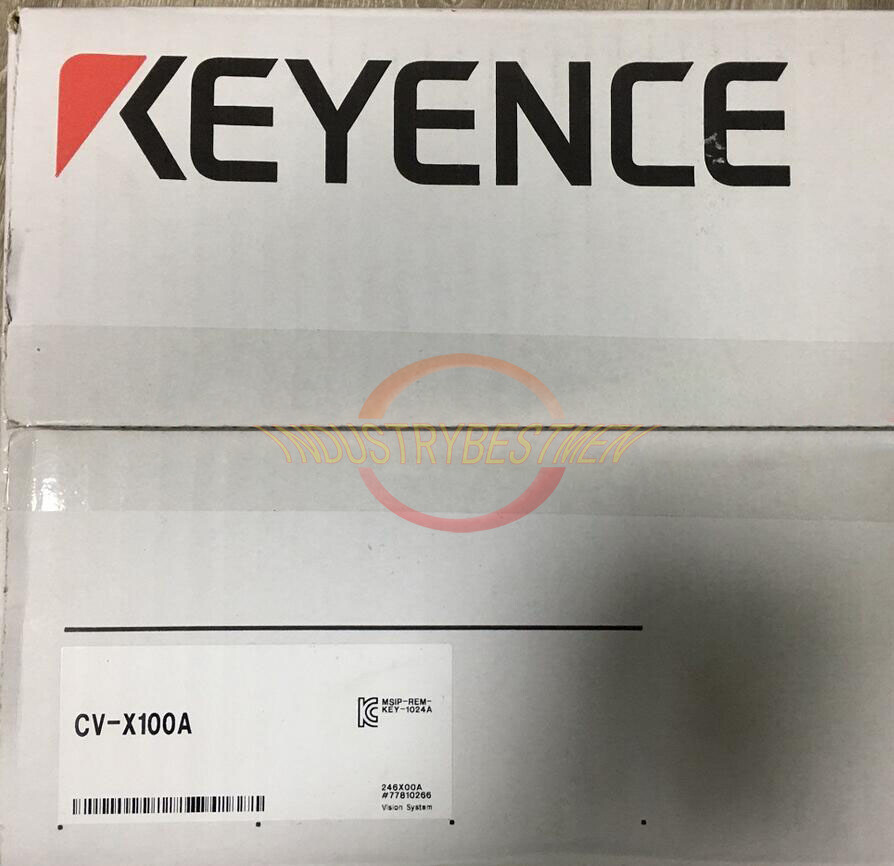 KEYENCE
INDUSTRYBESTMEN
CV-X100A
MSIP-REM-
KEY-1024A
246X00A
#77810266
Vision System